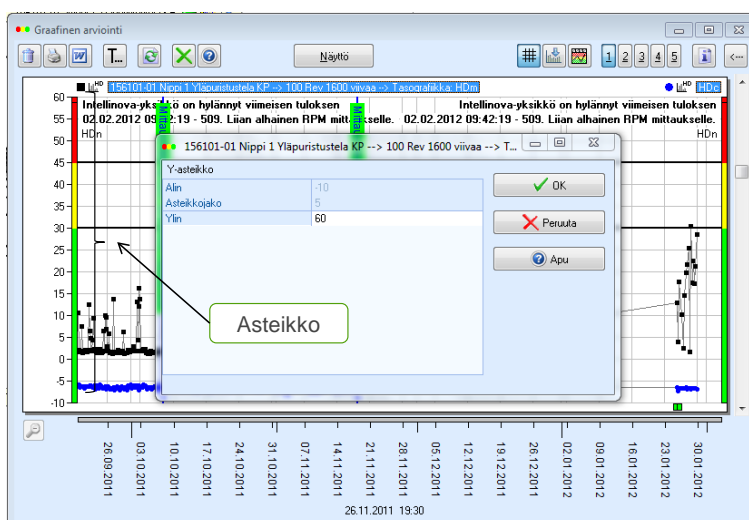 Graafinen arviointi
T...
Näyttö
1 2 3 4 5
<--
HD 156101-01 Nippi 1 Yläpuristustela KP --> 100 Rev 1600 viivaa --> Tasografiikka: HDm
HD HDc
Intellinova-yksikkö on hylännyt viimeisen tuloksen
Intellinova-yksikkö on hylännyt viimeisen tuloksen
02.02.2012 09:42:19 - 509. Liian alhainen RPM mittaukselle.
02.02.2012 09:42:19 - 509. Liian alhainen RPM mittaukselle.
HDn
HDn
60
55
50
45
40
35
30
25
20
15
10
5
0
-5
-10
156101-01 Nippi 1 Yläpuristustela KP --> 100 Rev 1600 viivaa --> T...
Y-asteikko
Alin -10
Asteikkojako 5
Ylin 60
OK
Peruuta
Apu
Asteikko
26.09.2011
03.10.2011
10.10.2011
17.10.2011
24.10.2011
31.10.2011
07.11.2011
14.11.2011
21.11.2011
28.11.2011
05.12.2011
12.12.2011
19.12.2011
26.12.2011
02.01.2012
09.01.2012
16.01.2012
23.01.2012
30.01.2012
26.11.2011 19:30